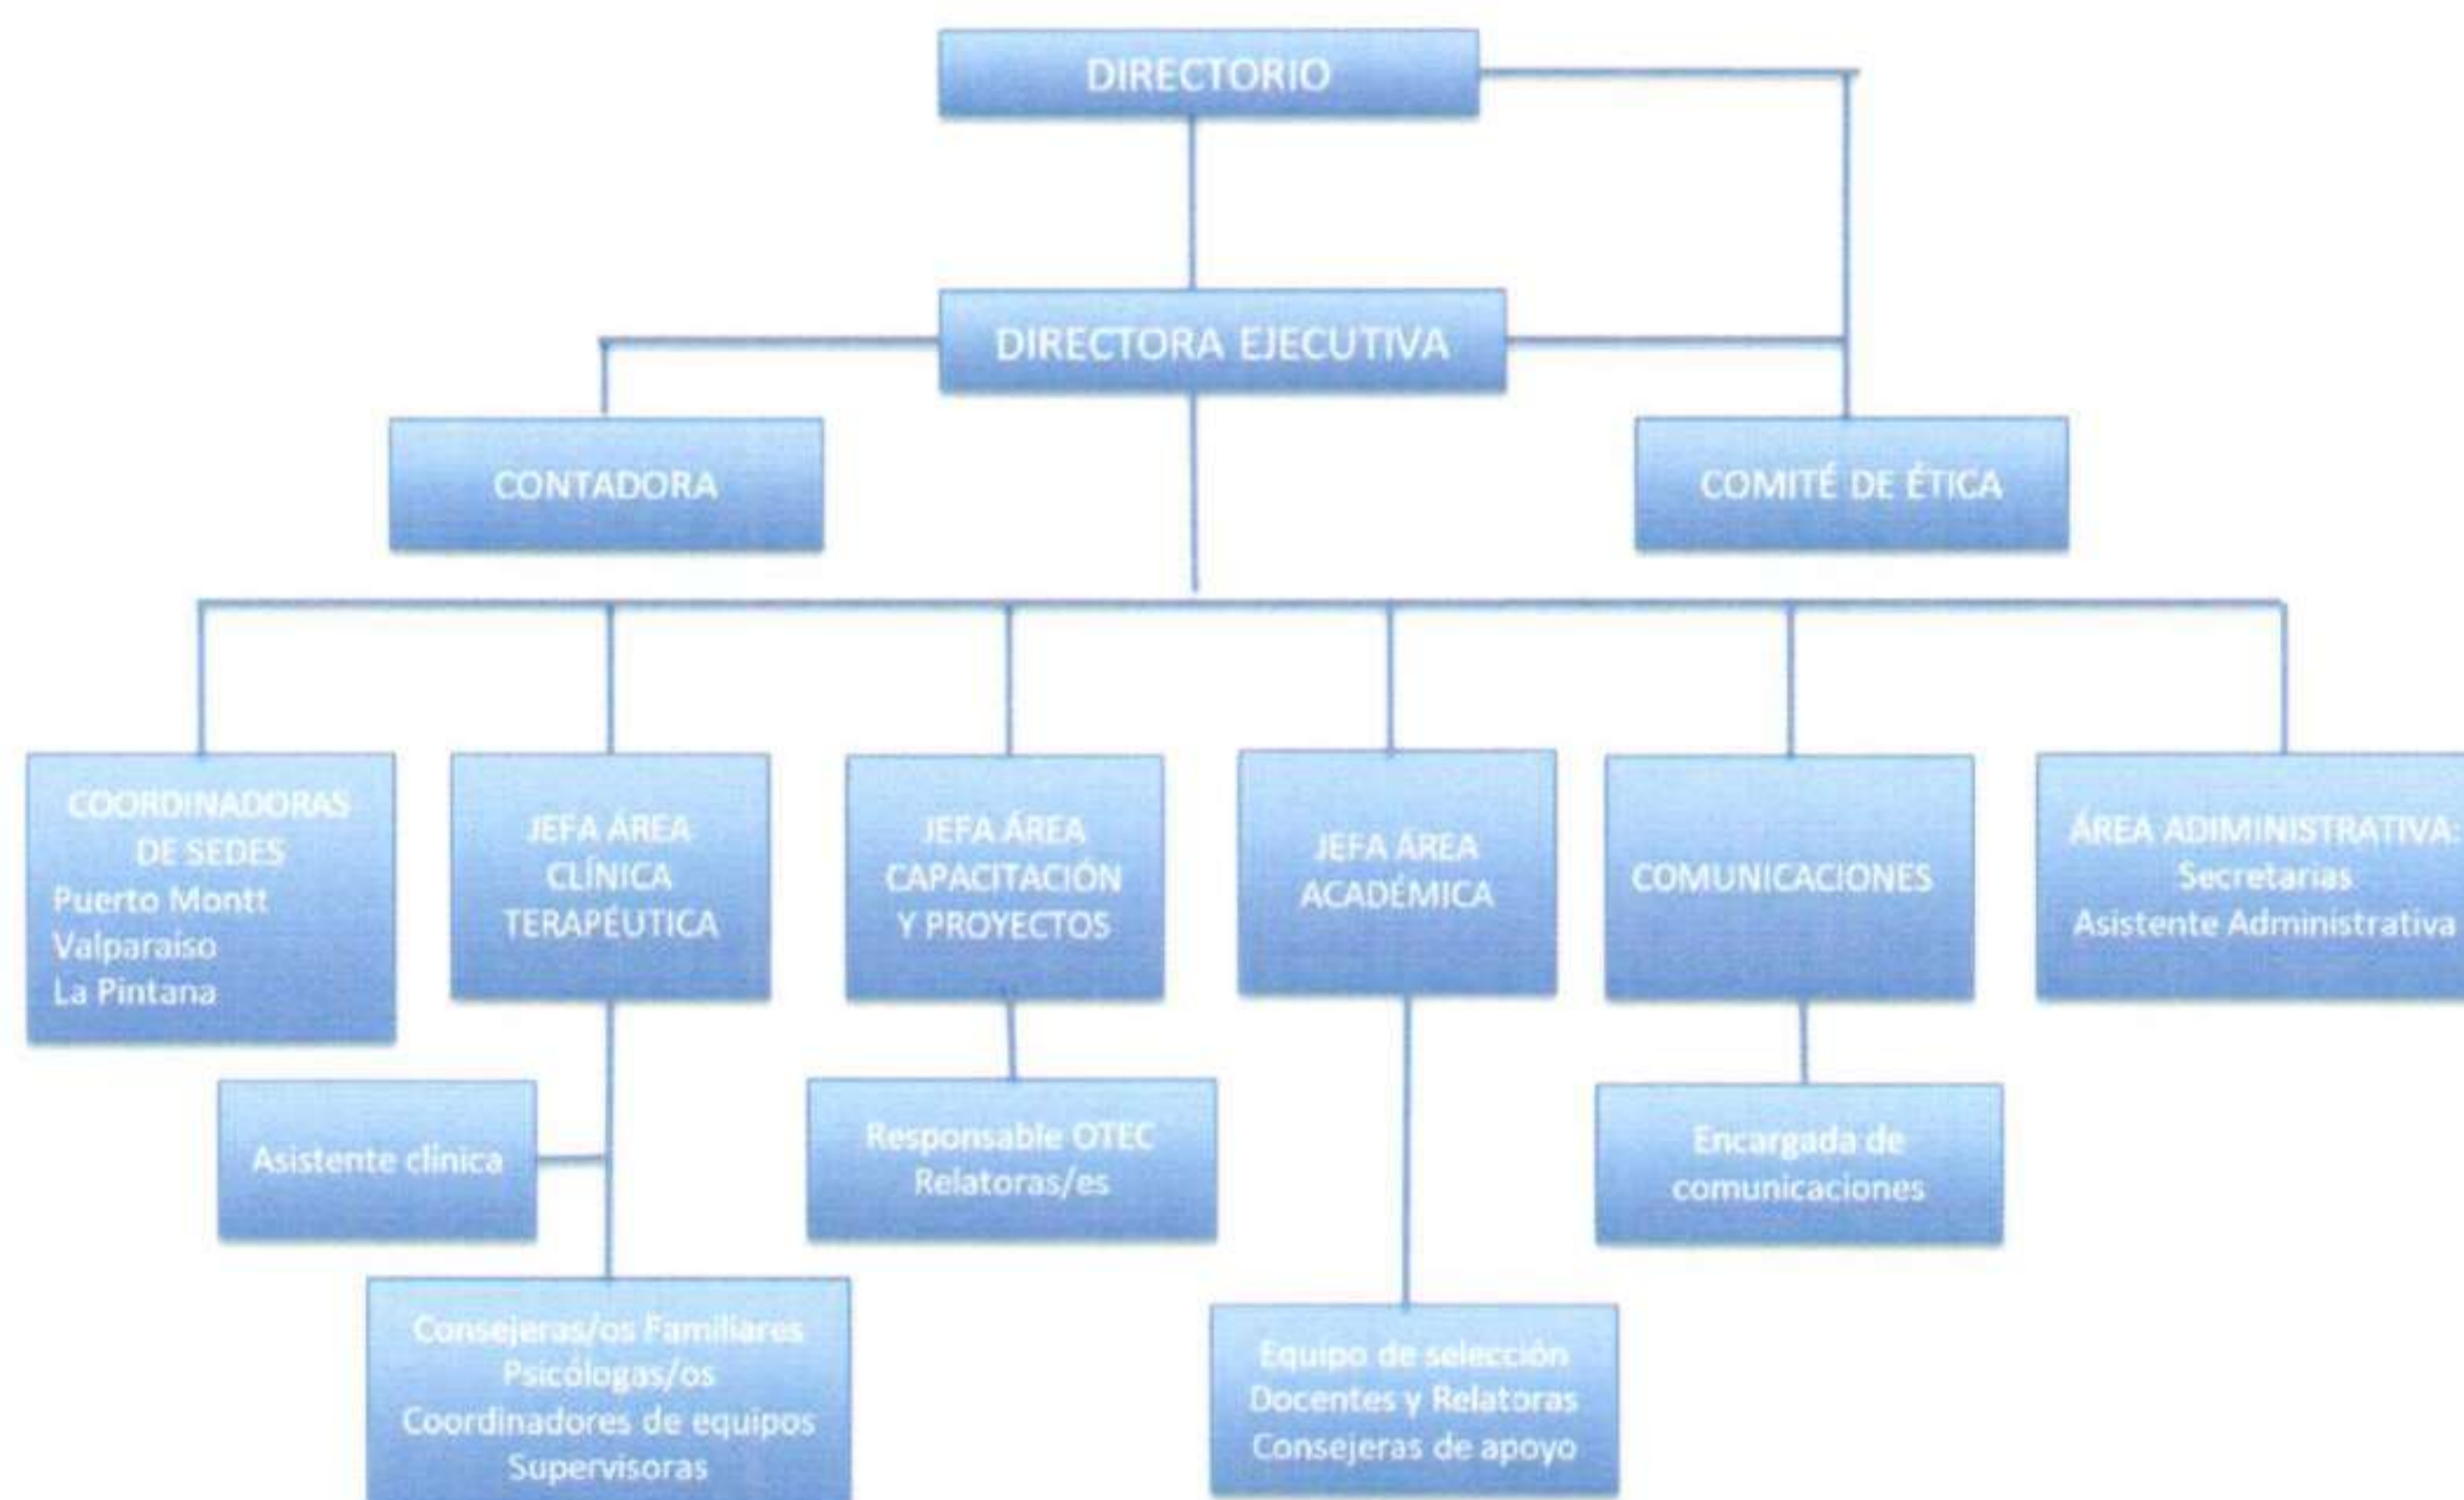 DIRECTORIO
DIRECTORA EJECUTIVA
CONTADORA
COMITÉ DE ÉTICA
COORDINADORAS
DE SEDES
Puerto Montt
Valparaíso
La Pintana
JEFA ÁREA
CLÍNICA
TERAPÉUTICA
JEFA ÁREA
CAPACITACIÓN
Y PROYECTOS
JEFA ÁREA
ACADÉMICA
COMUNICACIONES
ÁREA ADIMINISTRATIVA
Secretarias
Asistente Administrativa
Asistente clínica
Responsable OTEC
Relatoras/es
Encargada de
comunicaciones
Consejeras/os Familiares
Psicólogas/os
Coordinadores de equipos
Supervisoras
Equipo de selección
Docentes y Relatoras
Consejeras de apoyo